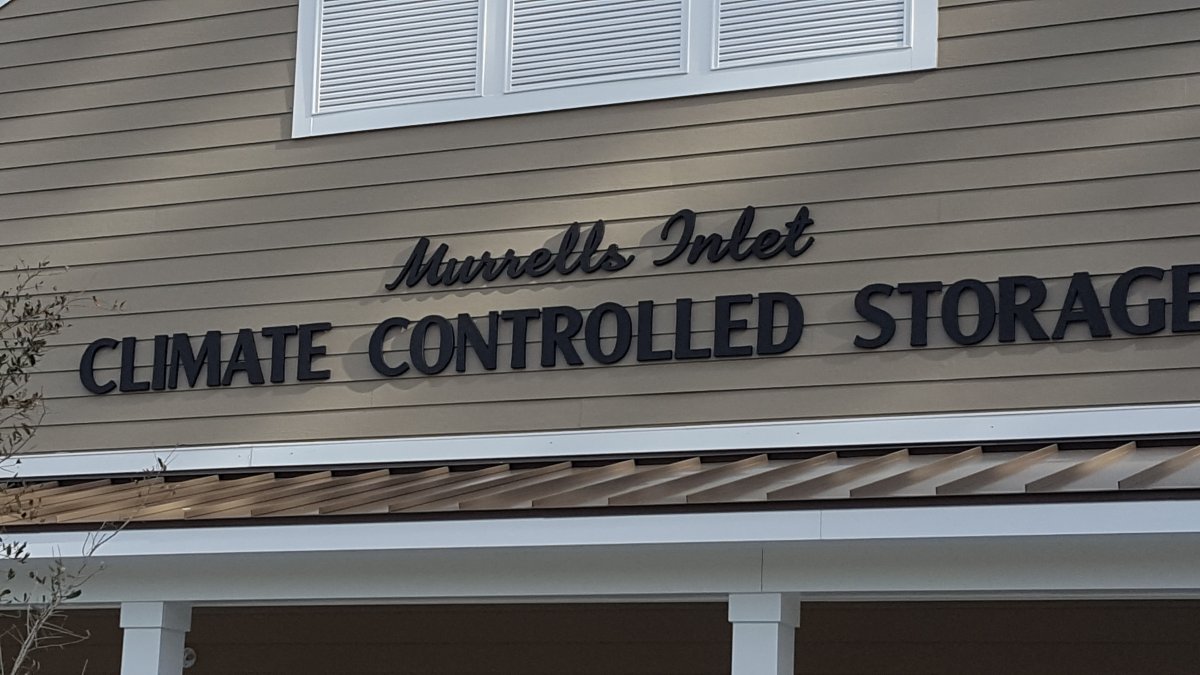 Murrells Inlet
CLIMATE CONTROLLED STORAGE